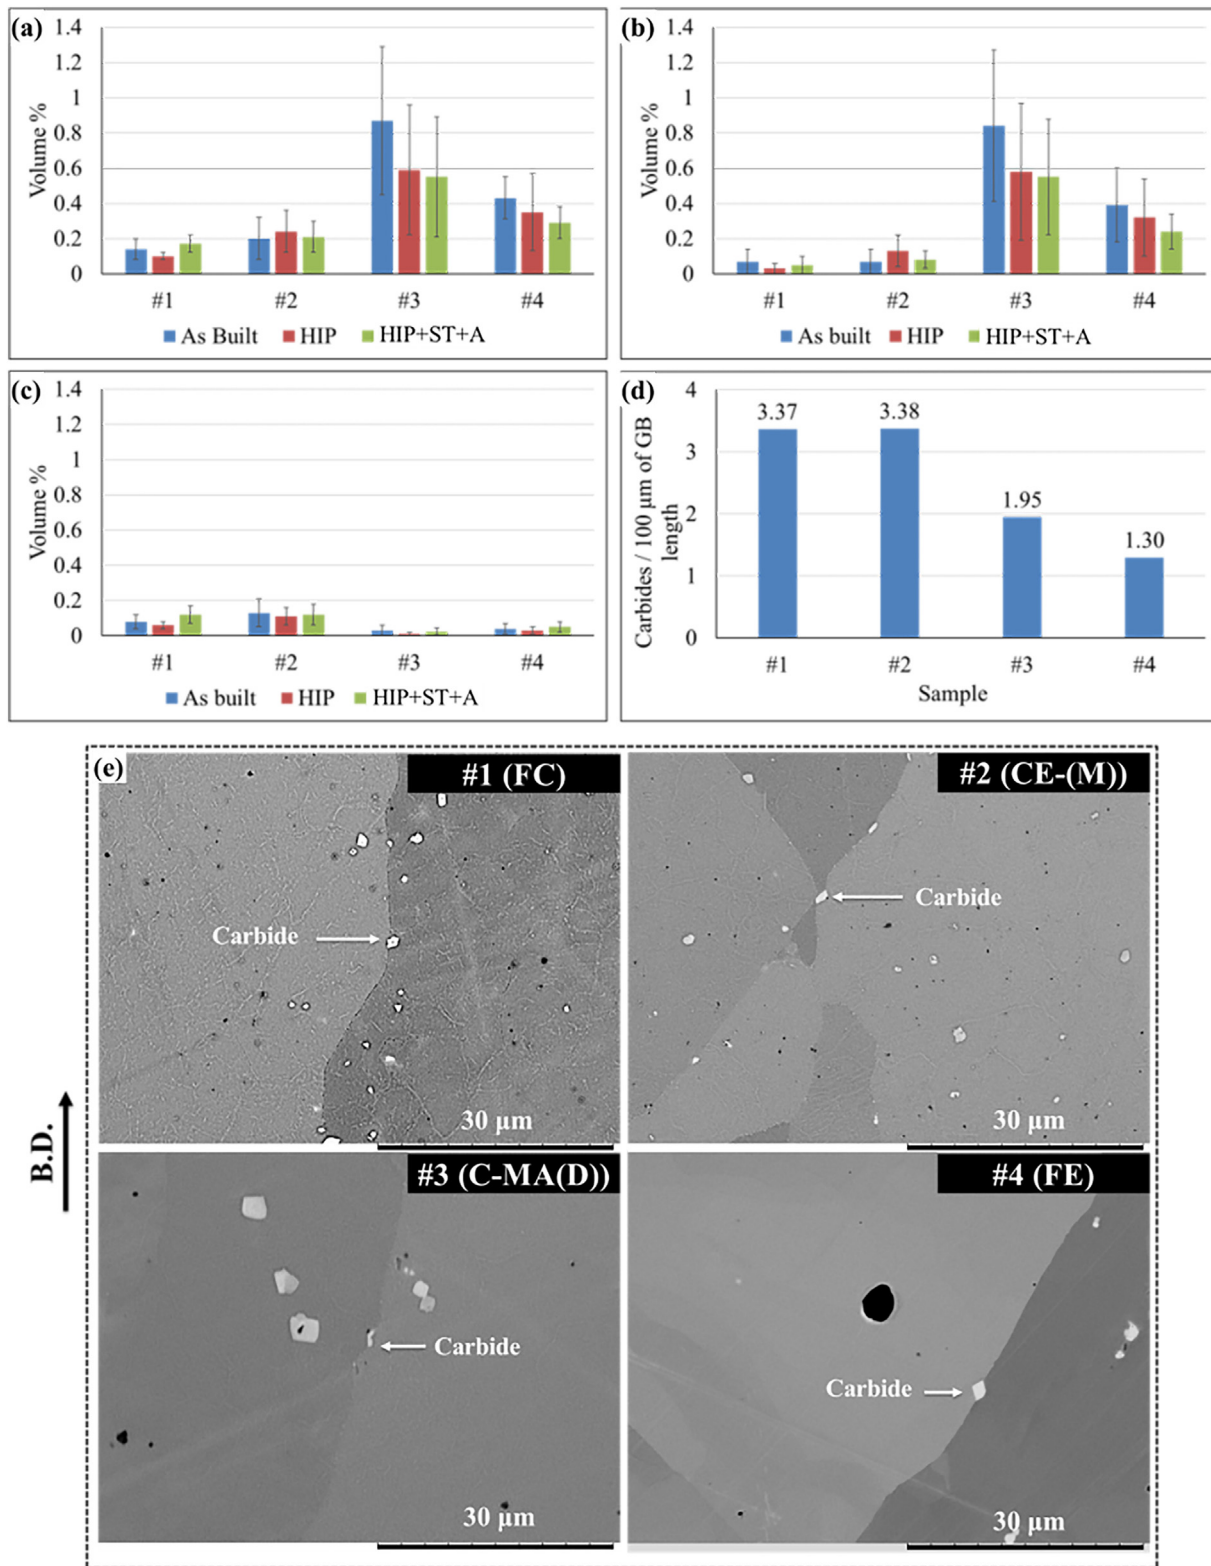 (a)
1.4
1.2
1
0.8
0.6
0.4
0.2
0
Volume %
#1 #2 #3 #4
As Built HIP HIP+ST+A
(b)
1.4
1.2
1
0.8
0.6
0.4
0.2
0
Volume %
#1 #2 #3 #4
As built HIP HIP+ST+A
(c)
1.4
1.2
1
0.8
0.6
0.4
0.2
0
Volume %
#1 #2 #3 #4
As built HIP HIP+ST+A
(d)
4
3
2
1
0
Carbides / 100 µm of GB
length
3.37 3.38 1.95 1.30
#1 #2 #3 #4
Sample
(e)
#1 (FC)
Carbide
30 µm
#2 (CE-(M))
Carbide
30 µm
B.D.
#3 (C-MA(D))
Carbide
30 µm
#4 (FE)
Carbide
30 µm